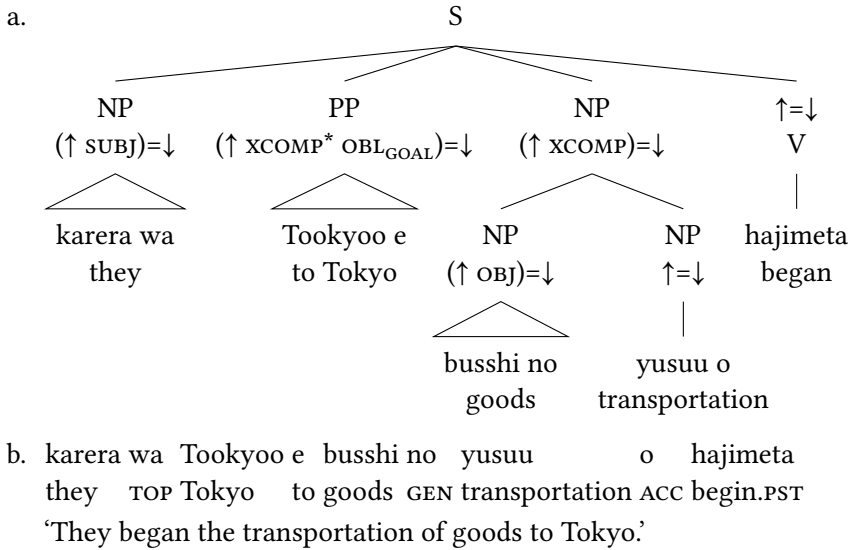 a. S
NP PP NP ↑=↓
(↑ SUBJ)=↓ (↑ XCOMP* OBL_GOAL)=↓ (↑ XCOMP)=↓ V
karera wa Tookyoo e NP NP hajimeta
they to Tokyo (↑ OBJ)=↓ ↑=↓ began
busshi no yusuu o
goods transportation
b. karera wa Tookyoo e busshi no yusuu o hajimeta
they TOP Tokyo to goods GEN transportation ACC begin.PST
‘They began the transportation of goods to Tokyo.’